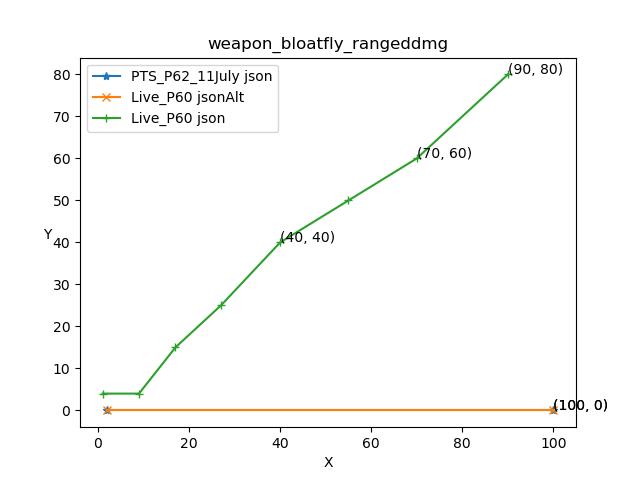 weapon_bloatfly_rangeddmg
PTS_P62_11July json
Live_P60 jsonAlt
Live_P60 json
(90, 80)
(70, 60)
(40, 40)
(100, 0)
Y
80
70
60
50
40
30
20
10
0
0 20 40 60 80 100
X